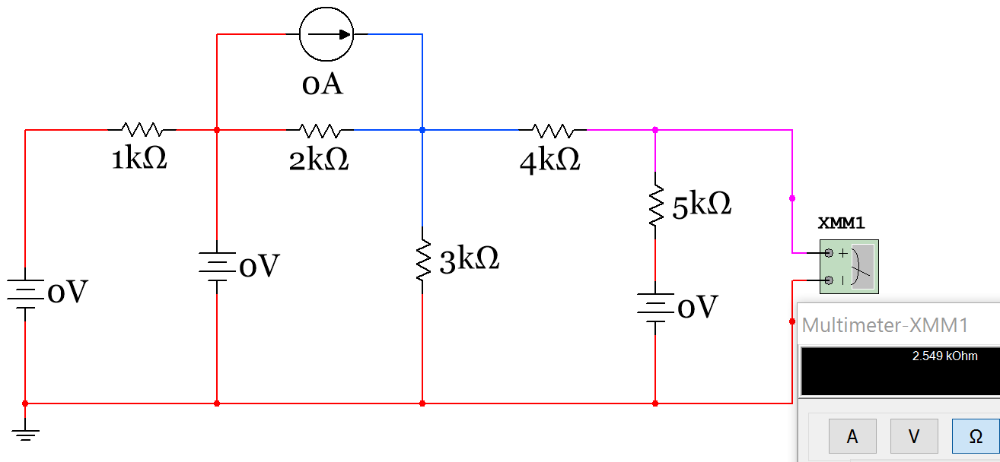 0A
1kΩ
2kΩ
4kΩ
5kΩ
XMM1
+
3kΩ
0V
0V
0V
Multimeter-XMM1
2.549 kOhm
A V Ω